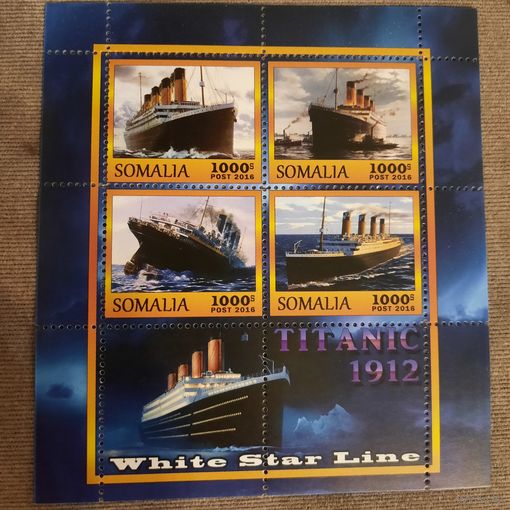 SOMALIA 1000S
POST 2016
SOMALIA 1000S
POST 2016
SOMALIA 1000S
POST 2016
SOMALIA 1000S
POST 2016
TITANIC
1912
White Star Line